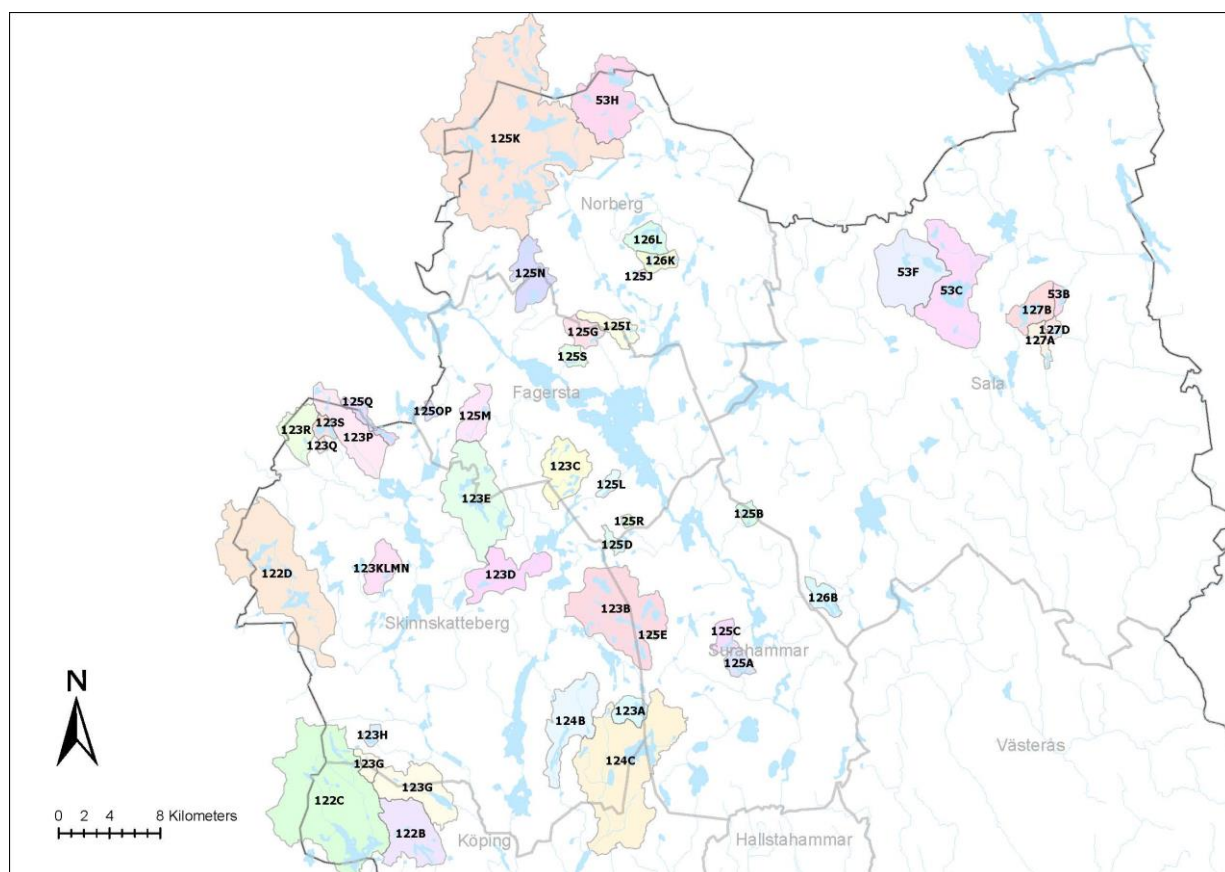 53H
125K
Norberg
126L
126K
125J
125N
53F
53C
53B
127B
127D
127A
125I
125G
125S
Fagersta
Sala
125Q
125OP
125M
123R
123S
123P
123Q
123C
123E
125L
125B
125R
125D
122D
123KLMN
123D
126B
123B
Skinnskatteberg
125E
125C
Surahammar
125A
N
123A
124B
123H
Västerås
123G
124C
123G
122C
122B
0 2 4 8 Kilometers
Köping
Hallstahammar